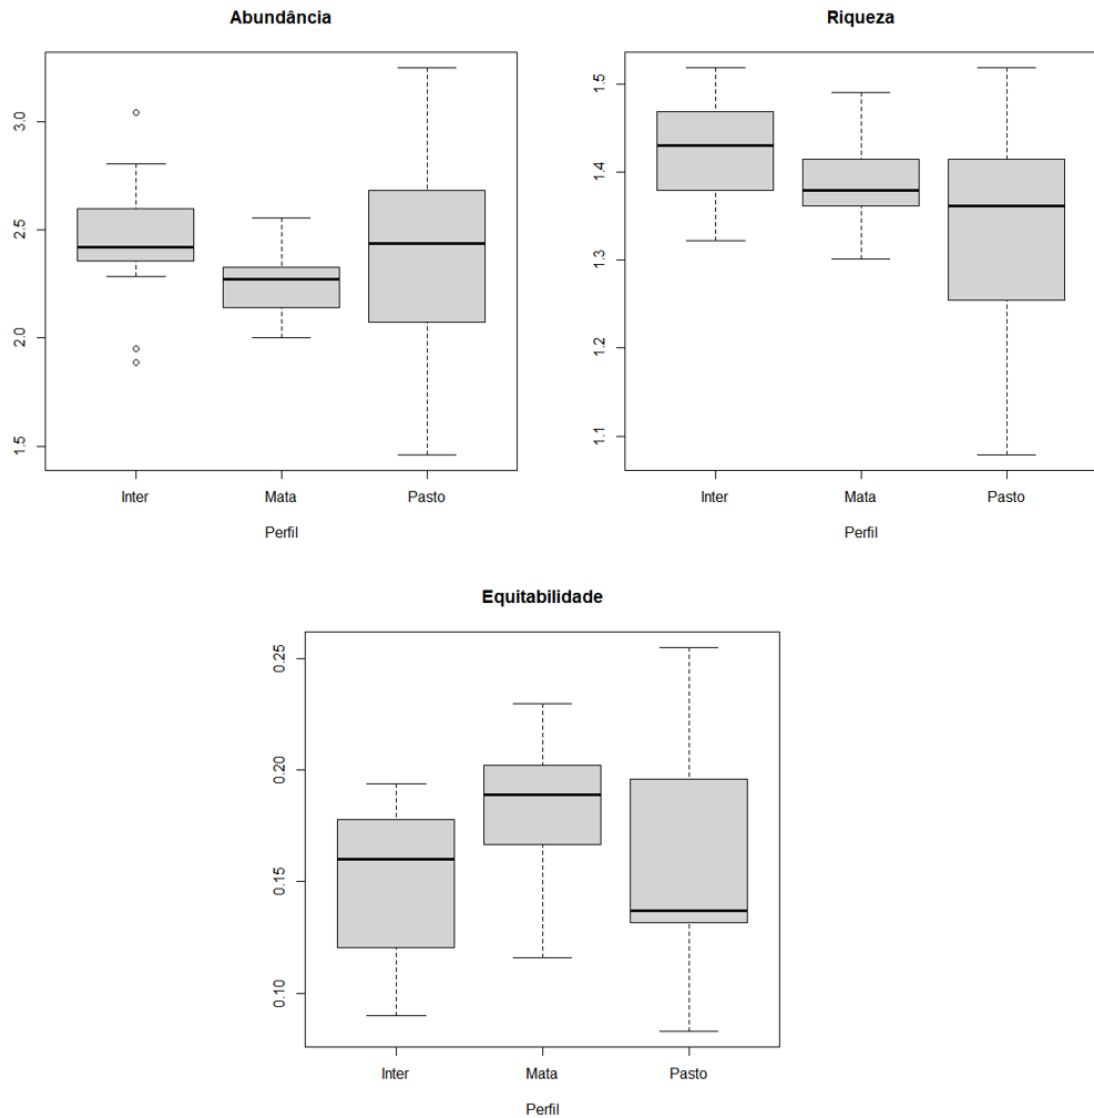 Abundância
3.0
2.5
2.0
1.5
Inter Mata Pasto
Perfil
Riqueza
1.5
1.4
1.3
1.2
1.1
Inter Mata Pasto
Perfil
Equitabilidade
0.25
0.20
0.15
0.10
Inter Mata Pasto
Perfil